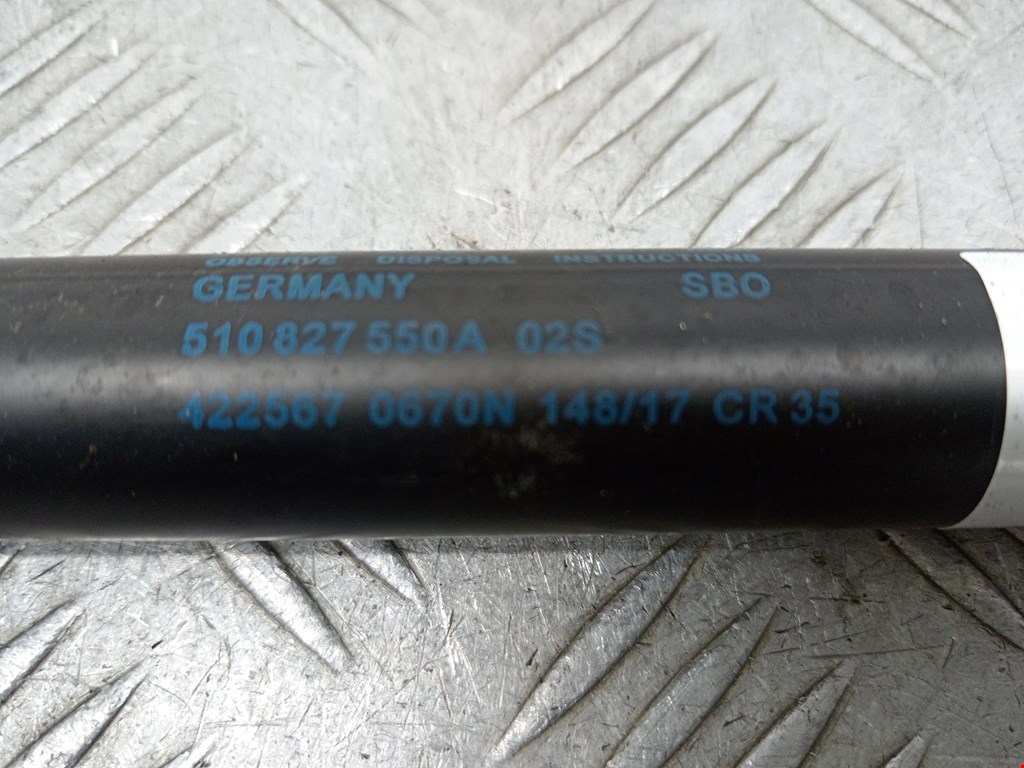 OBSERVE DISPOSAL INSTRUCTIONS
GERMANY SBO
510 827 550A 02S
422567 0670N 148/17 CR 35